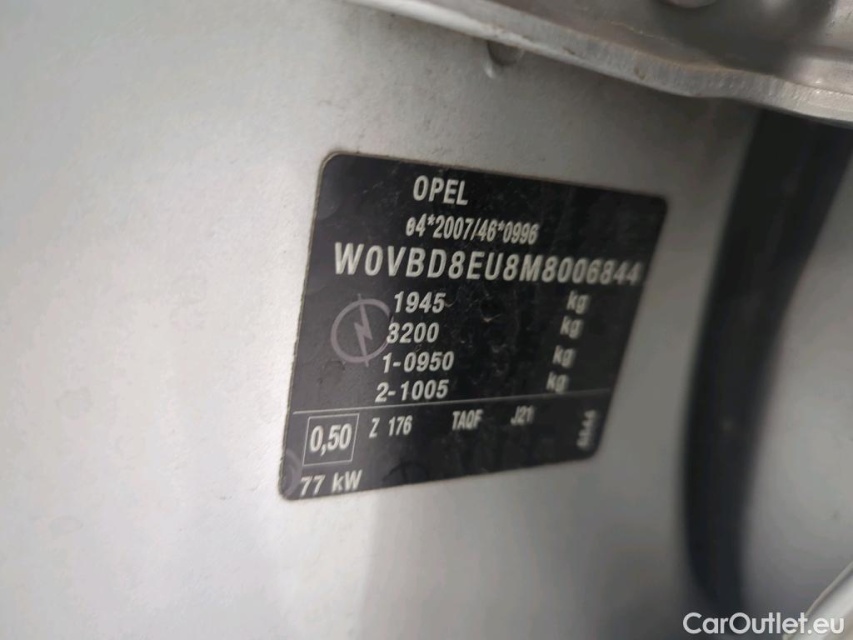 OPEL
e4*2007/46*0996
W0VBD8EU8M8006844
1945 kg
3200 kg
1-0950 kg
2-1005 kg
0,50 Z 176 TAQF J21
77 kW
CarOutlet.eu